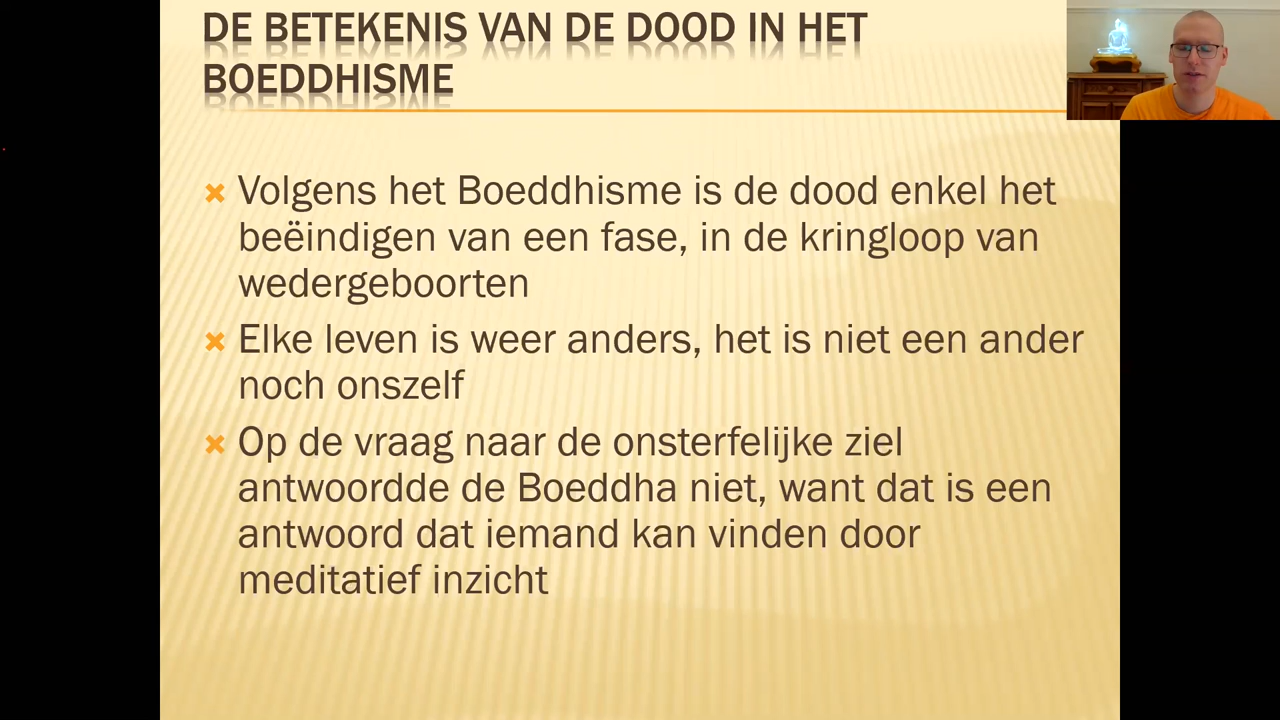 DE BETEKENIS VAN DE DOOD IN HET
BOEDDHISME
Volgens het Boeddhisme is de dood enkel het
beëindigen van een fase, in de kringloop van
wedergeboorten
Elke leven is weer anders, het is niet een ander
noch onszelf
Op de vraag naar de onsterfelijke ziel
antwoordde de Boeddha niet, want dat is een
antwoord dat iemand kan vinden door
meditatief inzicht